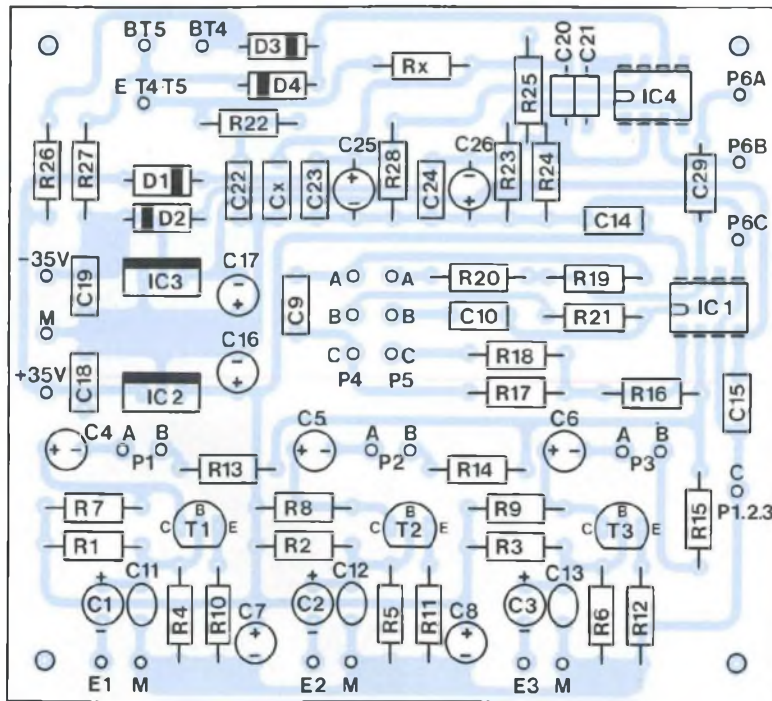 BT5 BT4 D3 C20 C21
E T4 T5 D4 Rx R25 IC4 P6A
R22
R26 R27 C25 R28 C26 R23 R24 C29 P6B
D1 C22 Cx C23 C24
D2 C14 P6C
-35V C19 IC3 C17 C9 A A R20 R19 IC1
M B B C10 R21
C16 C C R18
+35V C18 IC2 P4 P5 R17 R16 C15
C4 A B C5 A B C6 A B C
P1 R13 P2 R14 P3 R15 P1.2.3
R7 B R8 B R9 B
C T1 E C T2 E C T3 E
R1 R2 R3
C11 C12 C13
C1 R4 R10 C7 C2 R5 R11 C8 C3 R6 R12
E1 M E2 M E3 M